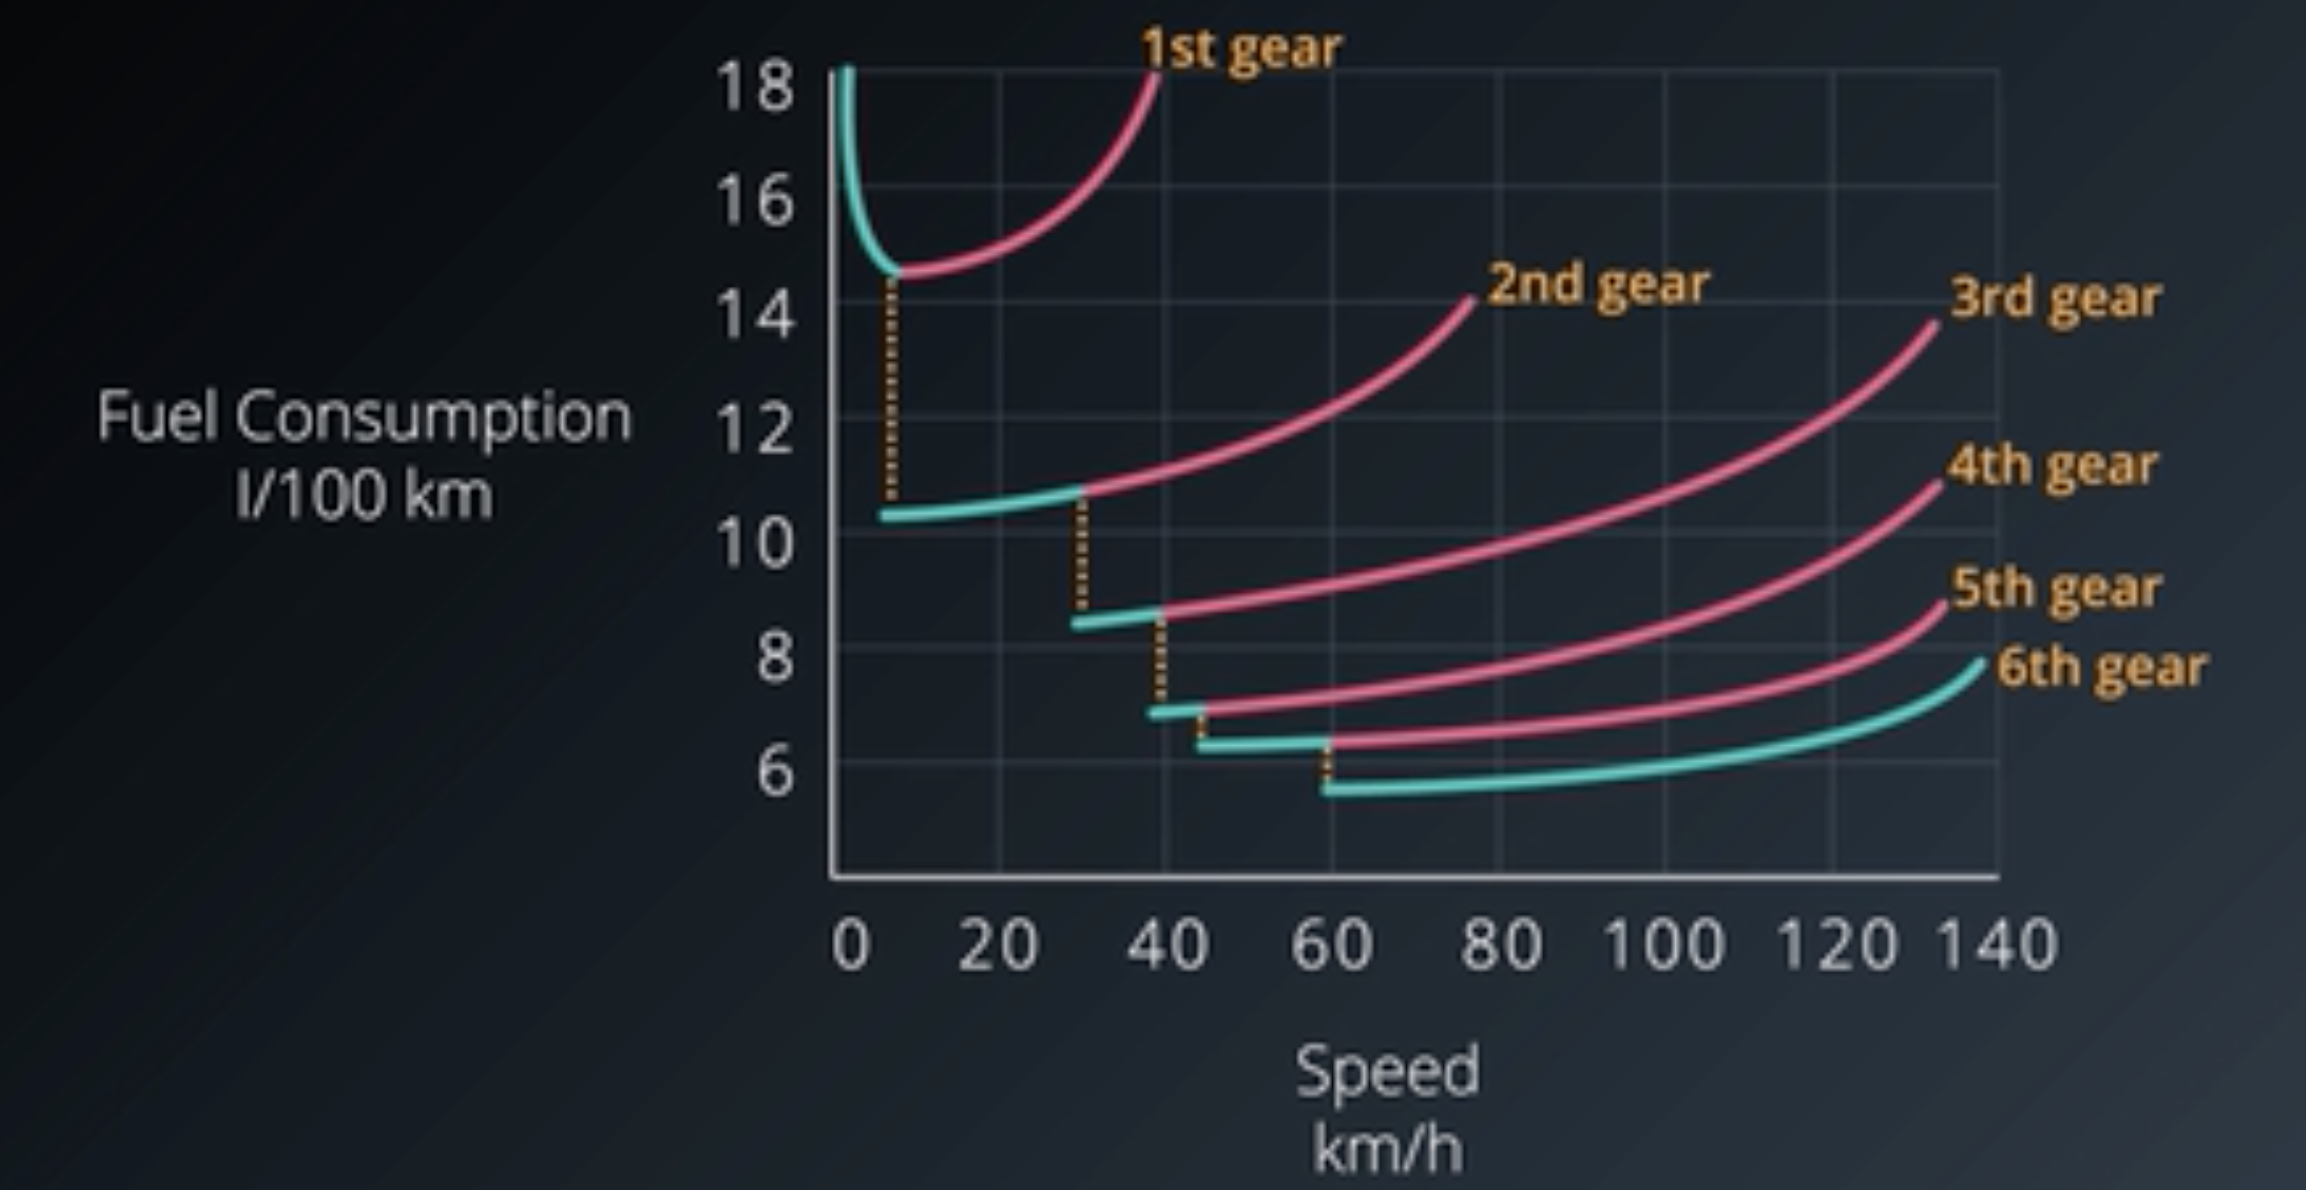 1st gear
18
16
2nd gear
14
3rd gear
Fuel Consumption
l/100 km
12
4th gear
10
5th gear
8
6th gear
6
0 20 40 60 80 100 120 140
Speed
km/h